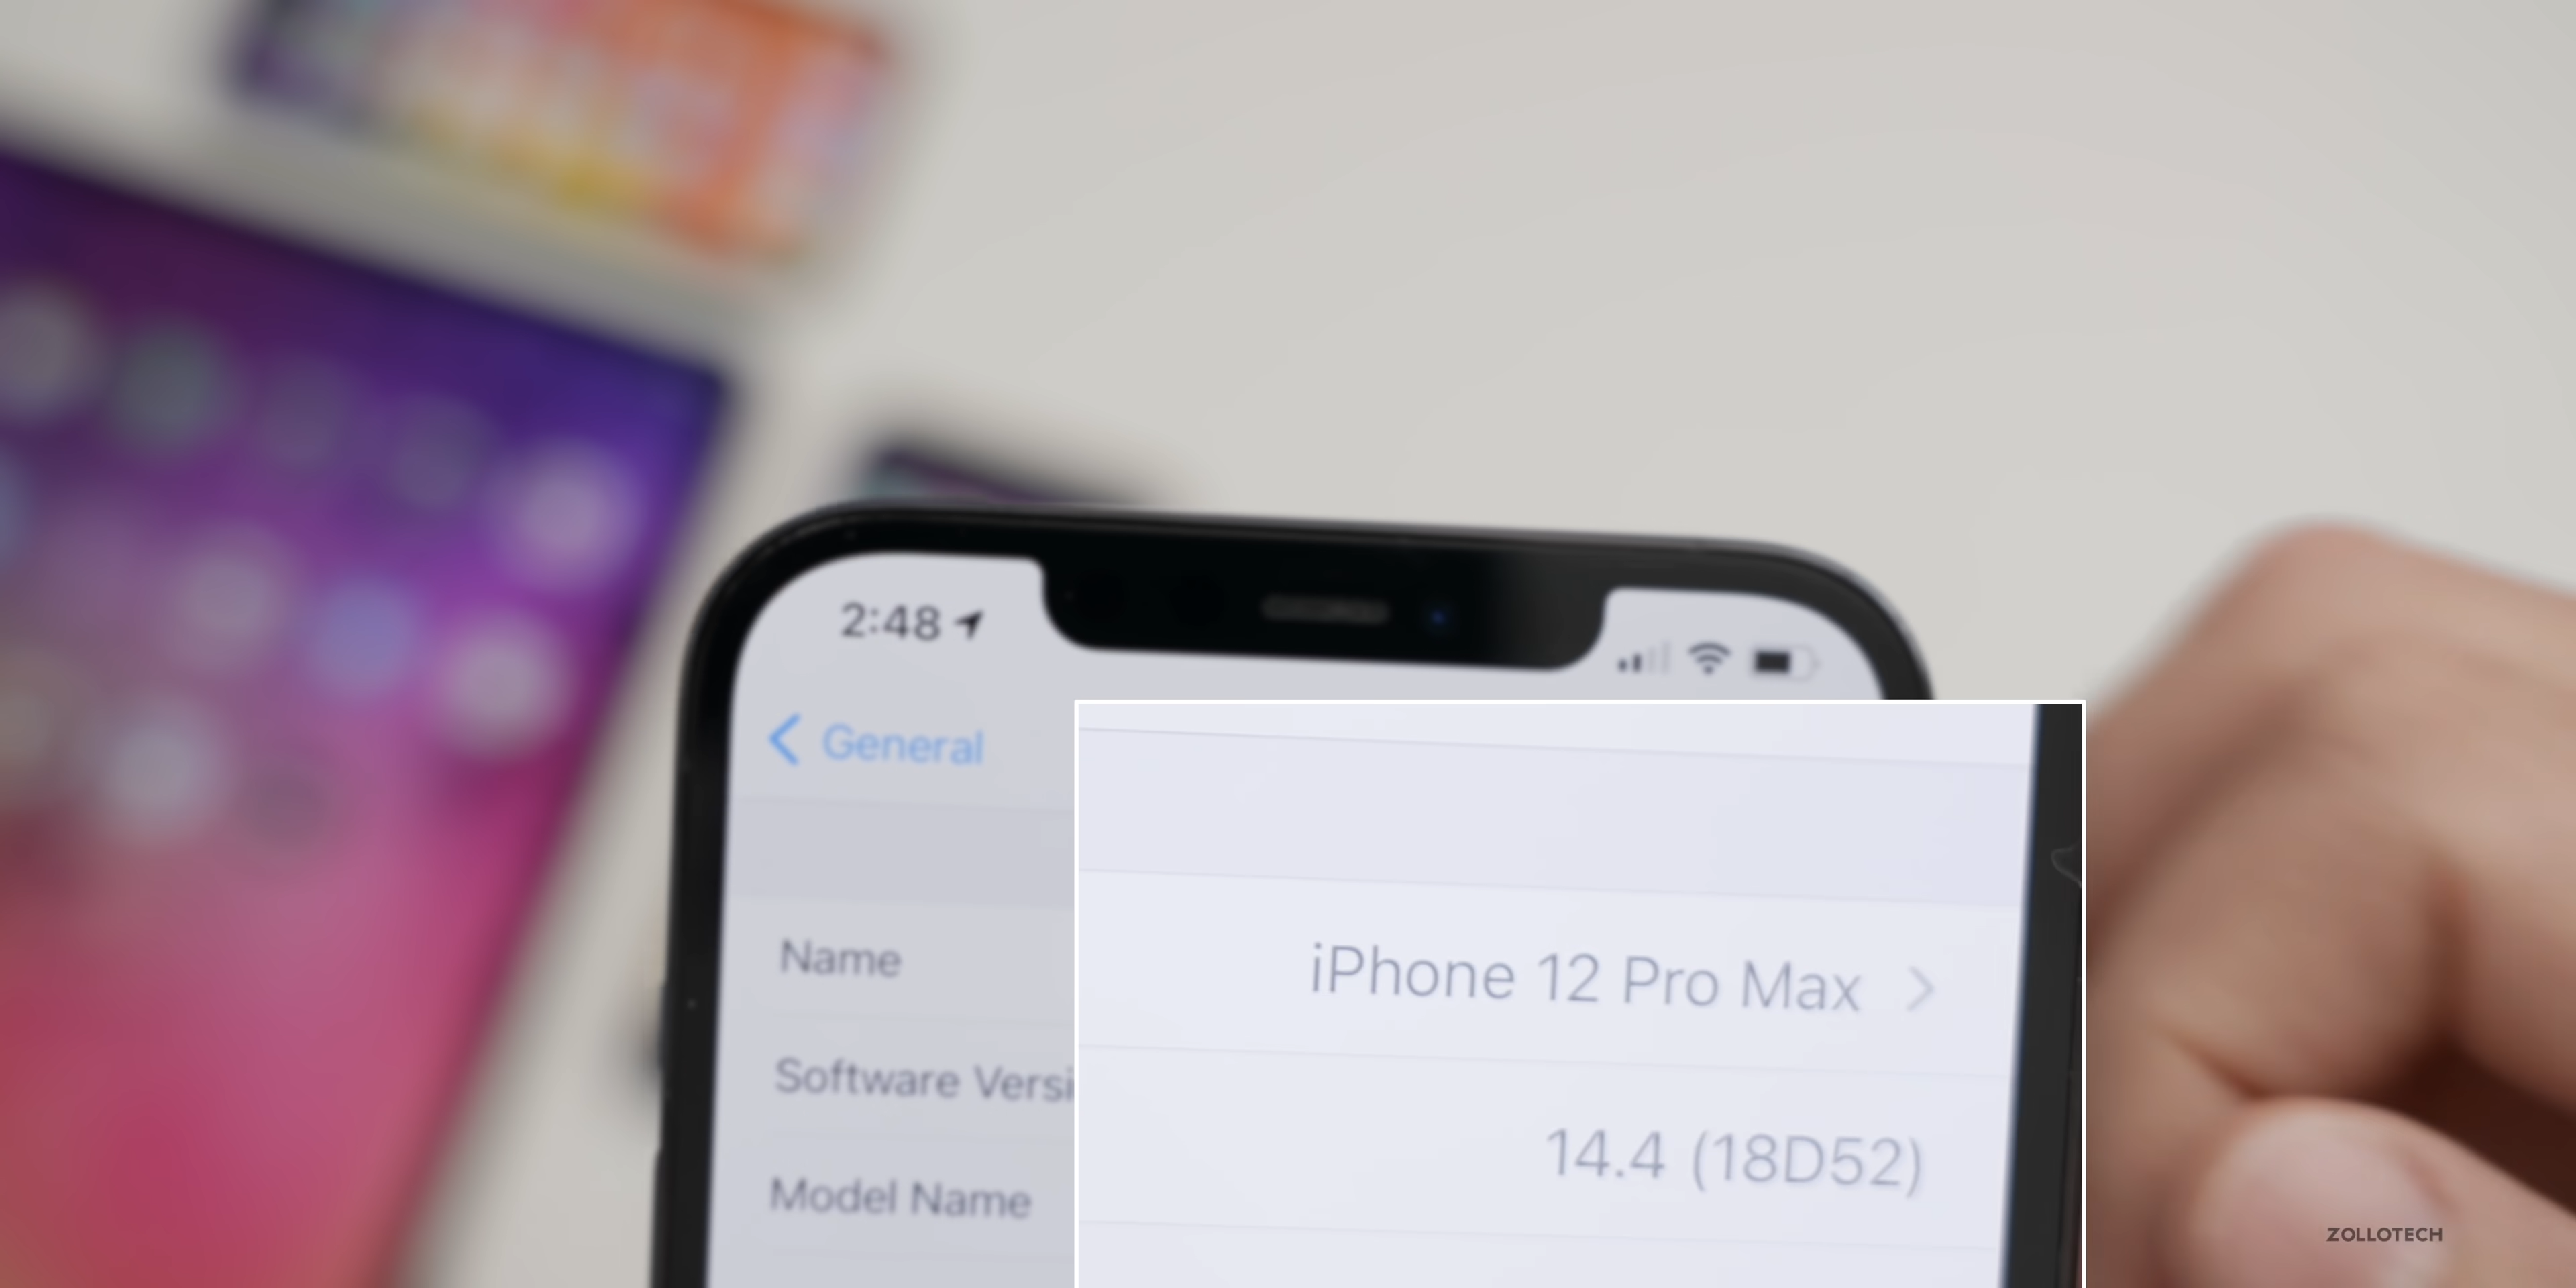 2:48
General
Name
iPhone 12 Pro Max
Software Versi
14.4 (18D52)
Model Name
ZOLLOTECH